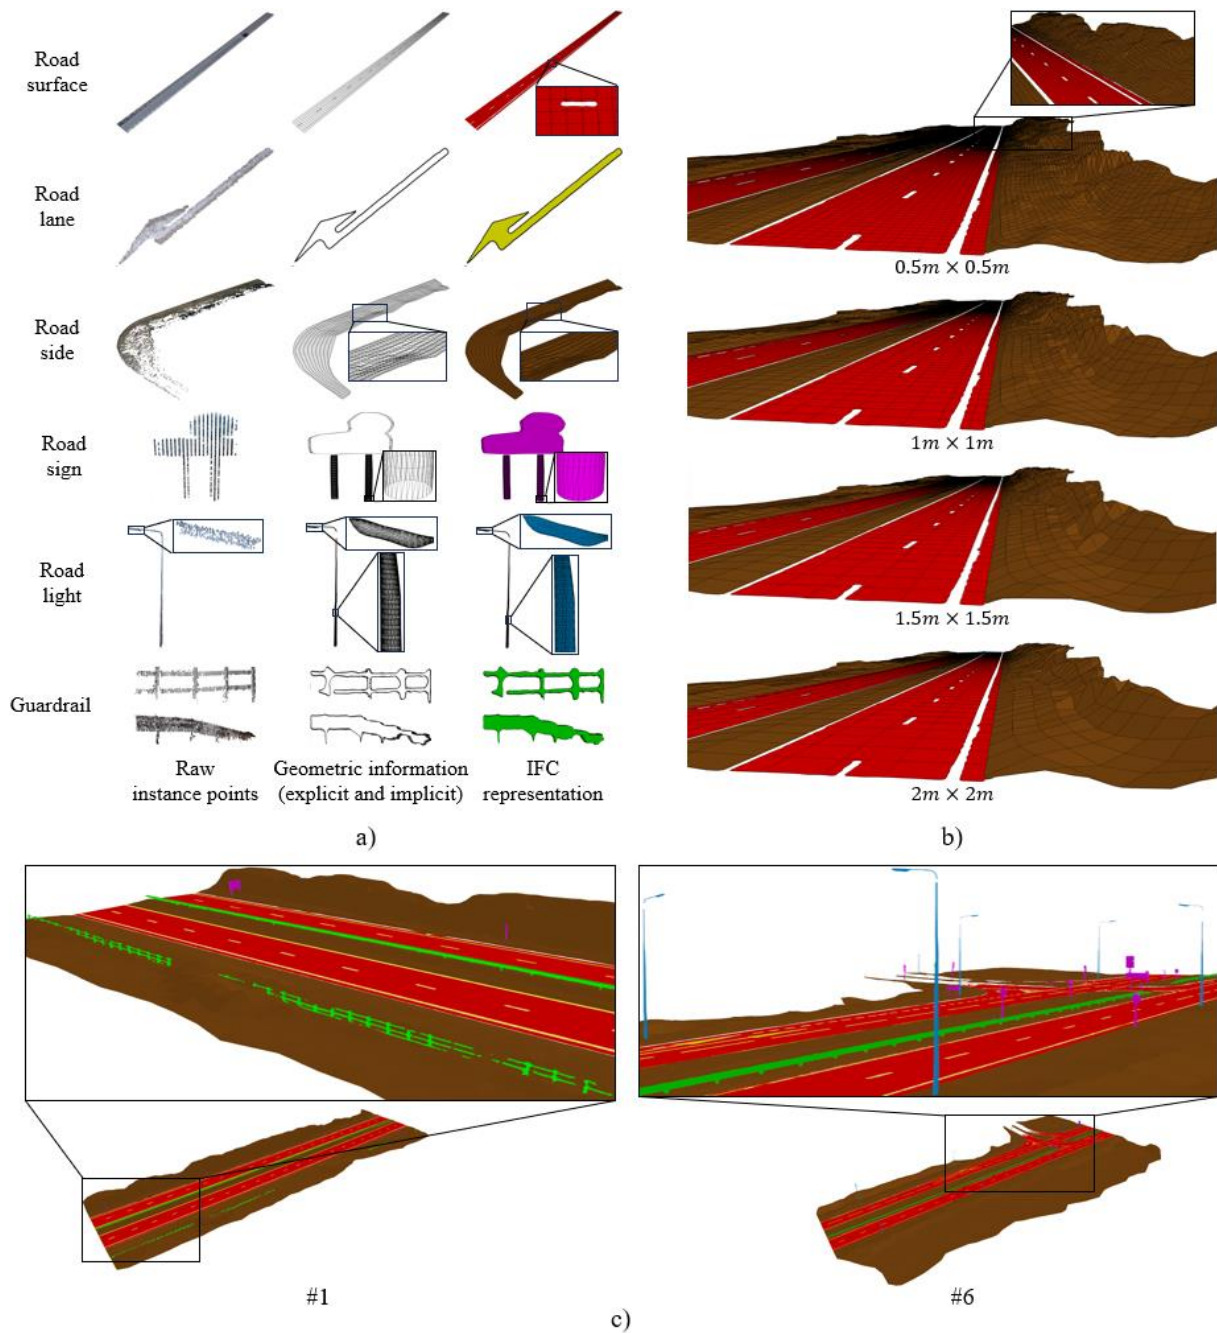 Road
surface
Road
lane
Road
side
Road
sign
Road
light
Guardrail
Raw
instance points
Geometric information
(explicit and implicit)
IFC
representation
a)
0.5m × 0.5m
1m × 1m
1.5m × 1.5m
2m × 2m
b)
#1
#6
c)